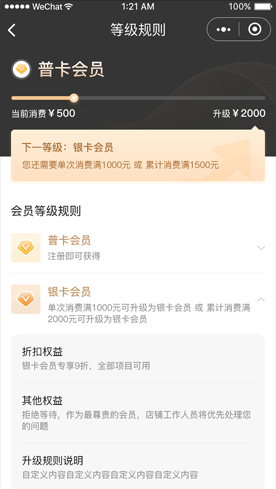 WeChat
1:21 AM
100%
等级规则
普卡会员
当前消费 ¥ 500
升级 ¥ 2000
下一等级：银卡会员
您还需要单次消费满1000元 或 累计消费满1500元
会员等级规则
普卡会员
注册即可获得
银卡会员
单次消费满1000元可升级为银卡会员 或 累计消费满
2000元可升级为银卡会员
折扣权益
银卡会员专享9折，全部项目可用
其他权益
拒绝等待，作为最尊贵的会员，店铺工作人员将优先处理您
的问题
升级规则说明
自定义内容自定义内容自定义内容自定义内容